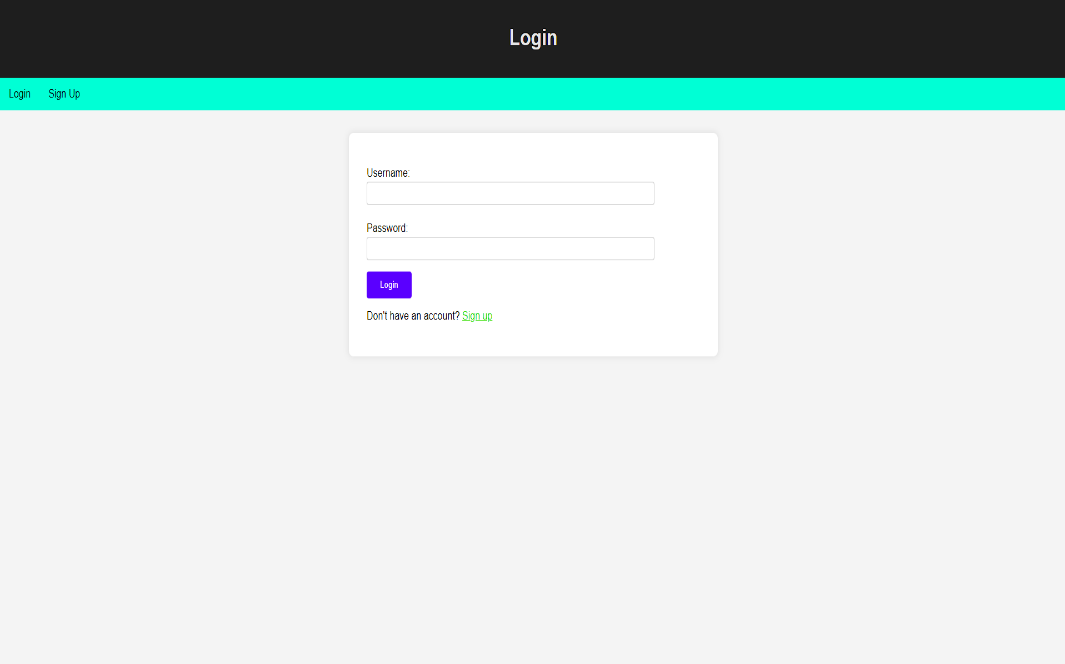 Login
Login Sign Up
Username:
Password:
Login
Don't have an account? Sign up